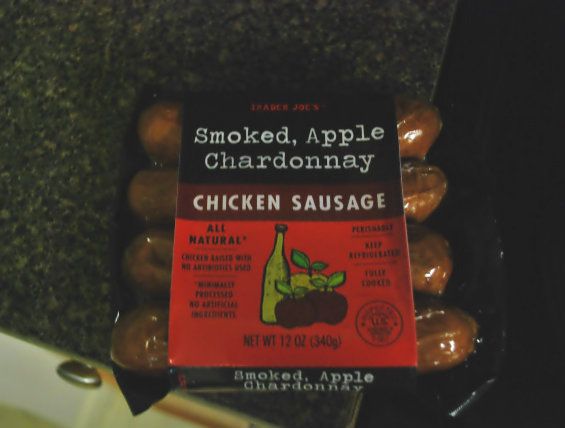 TRADER JOE'S
Smoked, Apple
Chardonnay
CHICKEN SAUSAGE
ALL
NATURAL*
CHICKEN RAISED WITH
NO ANTIBIOTICS USED
*MINIMALLY
PROCESSED
NO ARTIFICIAL
INGREDIENTS
PERISHABLE
KEEP
REFRIGERATED
FULLY
COOKED
NET WT 12 OZ (340g)
Smoked, Apple
Chardonnay